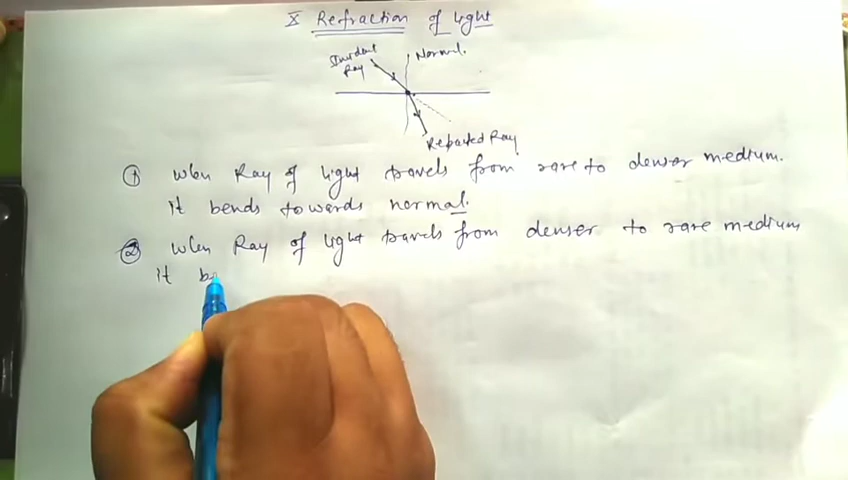 X Refraction of light
Incident
Ray
Normal.
Refracted Ray
① When Ray of light travels from rare to denser medium.
It bends towards normal.
② When Ray of light travels from denser to rare medium
it be